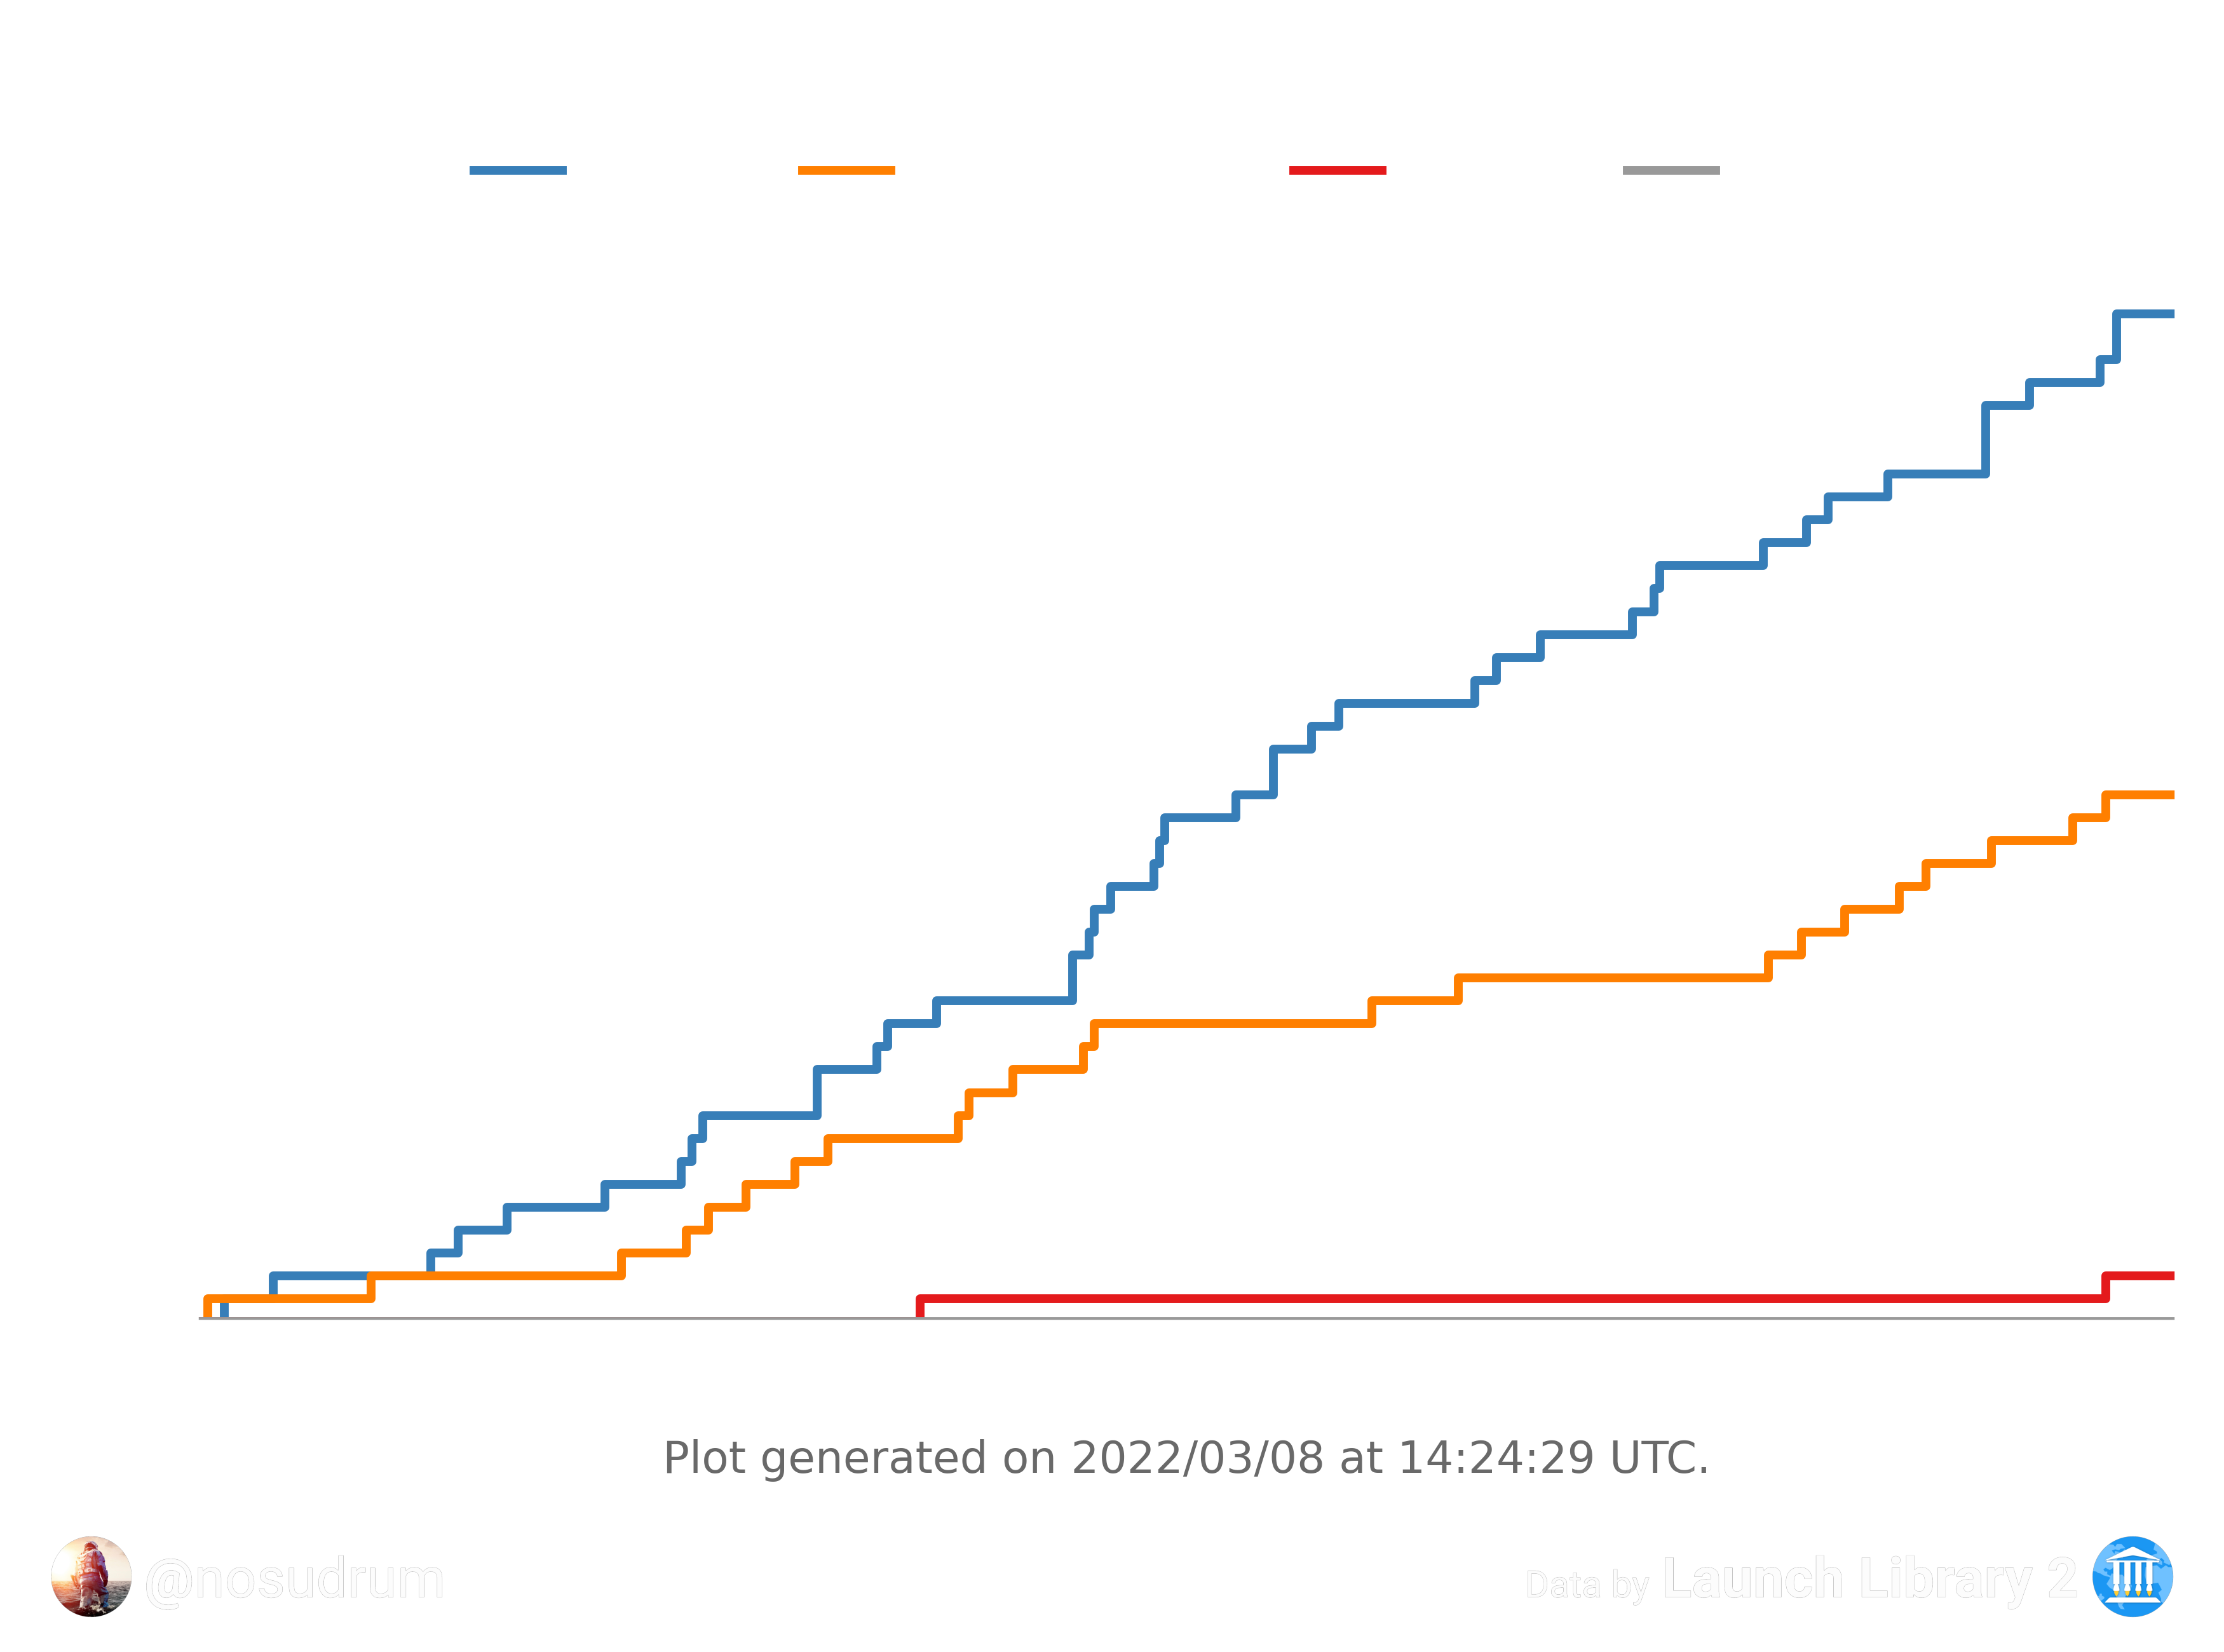 Plot generated on 2022/03/08 at 14:24:29 UTC.
@nosudrum
Data by Launch Library 2